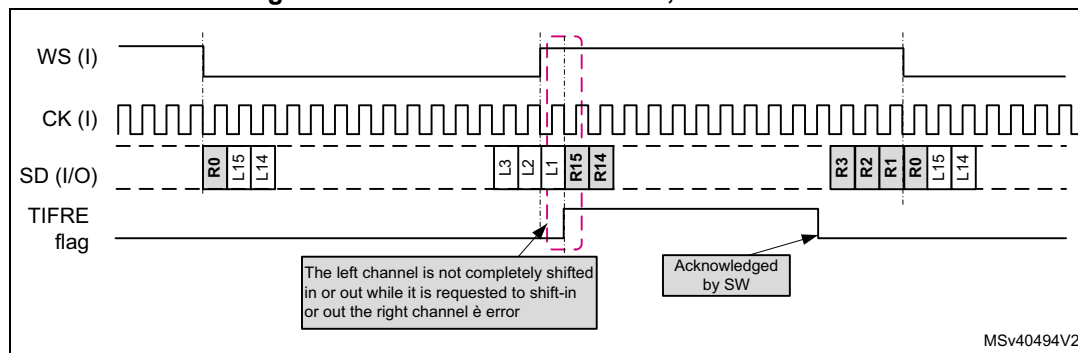 WS (I)
CK (I)
SD (I/O)
R0 L15 L14 L3 L2 L1 R15 R14 R3 R2 R1 R0 L15 L14
TIFRE
flag
The left channel is not completely shifted
in or out while it is requested to shift-in
or out the right channel è error
Acknowledged
by SW
MSv40494V2